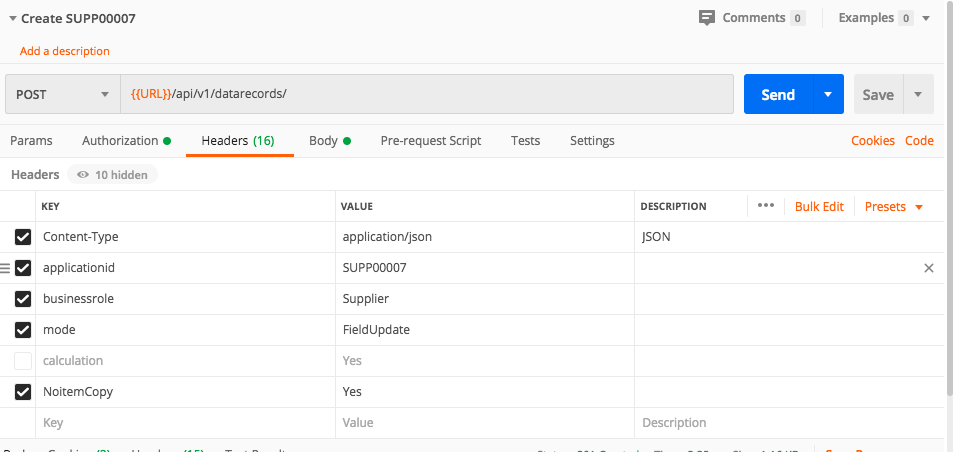 Create SUPP00007 Comments 0 Examples 0
Add a description
POST {{URL}}/api/v1/datarecords/ Send Save
Params Authorization Headers (16) Body Pre-request Script Tests Settings Cookies Code
Headers 10 hidden
KEY VALUE DESCRIPTION ••• Bulk Edit Presets
Content-Type application/json JSON
applicationid SUPP00007
businessrole Supplier
mode FieldUpdate
calculation Yes
NoitemCopy Yes
Key Value Description